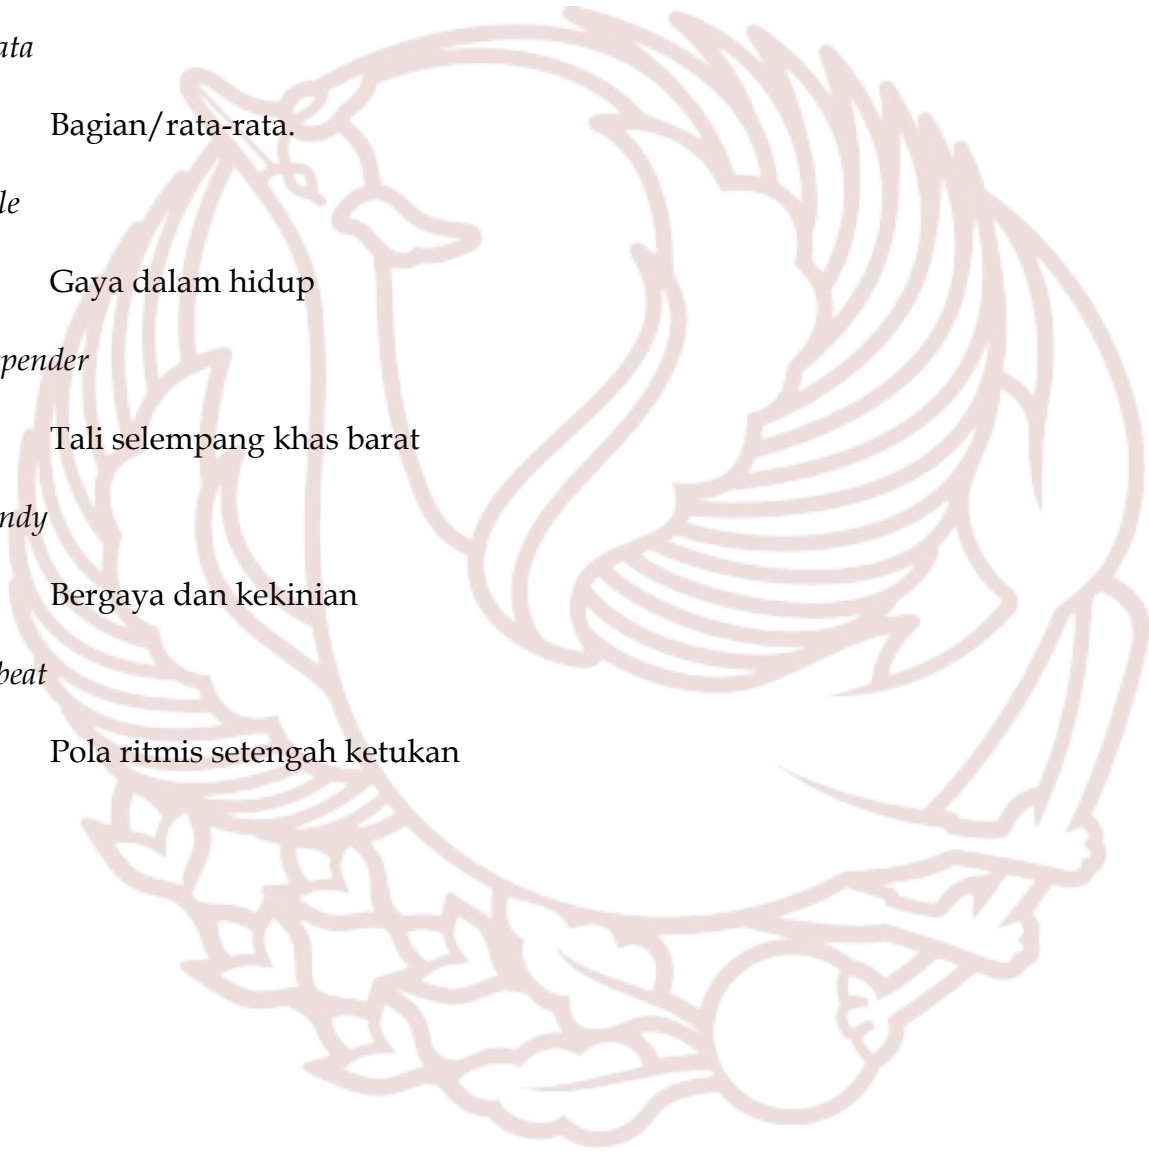 ata
Bagian/rata-rata.
le
Gaya dalam hidup
pender
Tali selempang khas barat
ndy
Bergaya dan kekinian
beat
Pola ritmis setengah ketukan